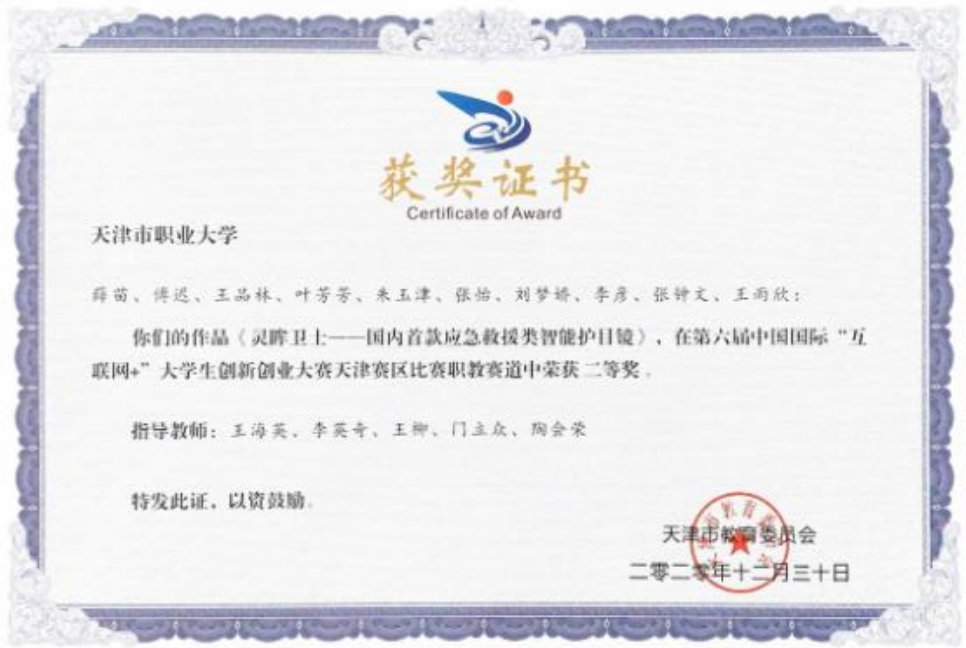 获奖证书
Certificate of Award
天津市职业大学
薛苗、傅迟、王品林、叶芳芳、朱玉津、张怡、刘梦娇、李彦、张钟文、王雨欣：
你们的作品《灵眸卫士——国内首款应急救援类智能护目镜》，在第六届中国国际“互
联网+”大学生创新创业大赛天津赛区比赛职教赛道中荣获 二等奖 。
指导教师：王海英、李英奇、王柳、门立众、陶会荣
特发此证，以资鼓励。
天津市教育委员会
二零二零年十二月三十日